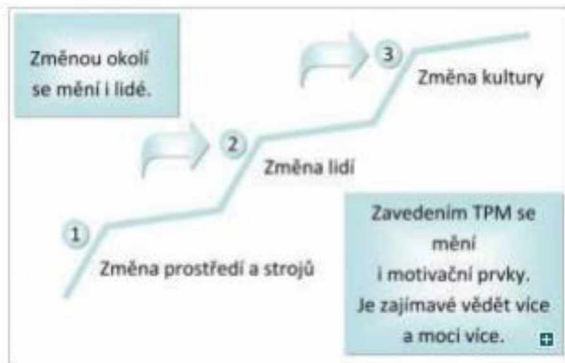 Změnou okolí
se mění i lidé.
3
Změna kultury
2
Změna lidí
1
Změna prostředí a strojů
Zavedením TPM se
mění
i motivační prvky.
Je zajímavé vědět více
a moci více.